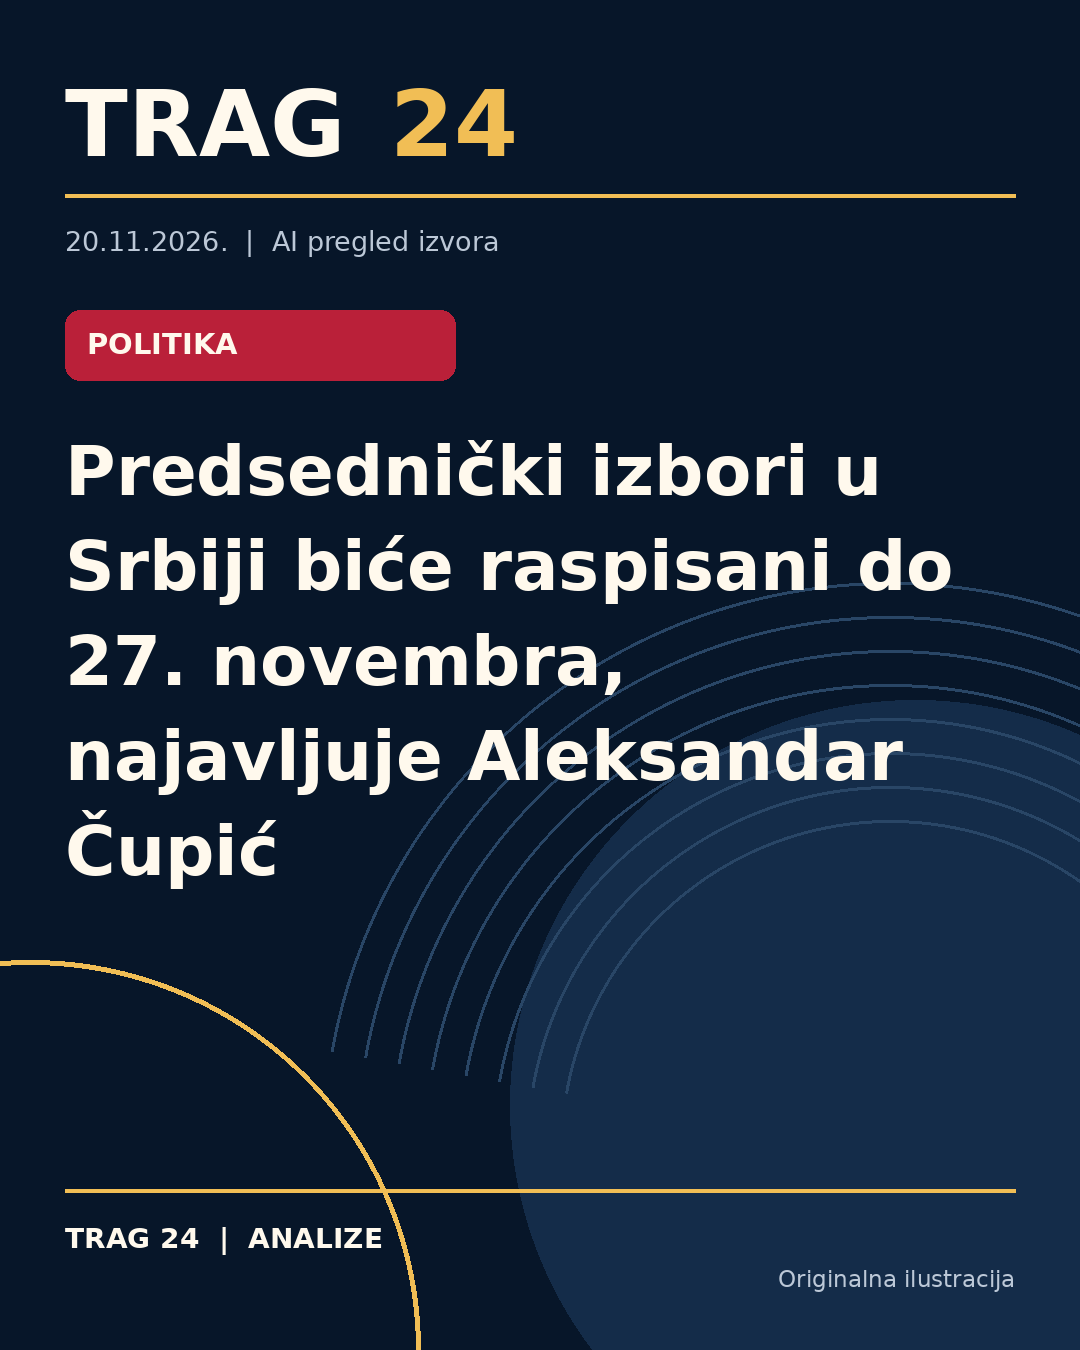 TRAG 24
20.11.2026. | AI pregled izvora
POLITIKA
Predsednički izbori u
Srbiji biće raspisani do
27. novembra,
najavljuje Aleksandar
Čupić
TRAG 24 | ANALIZE
Originalna ilustracija